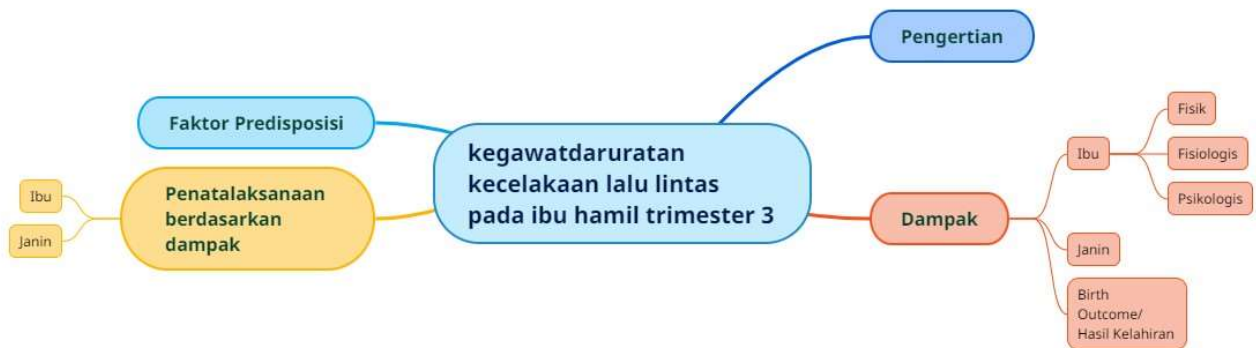 Pengertian
Faktor Predisposisi
kegawatdaruratan
kecelakaan lalu lintas
pada ibu hamil trimester 3
Penatalaksanaan
berdasarkan
dampak
Ibu
Janin
Dampak
Ibu
Fisik
Fisiologis
Psikologis
Janin
Birth
Outcome/
Hasil Kelahiran